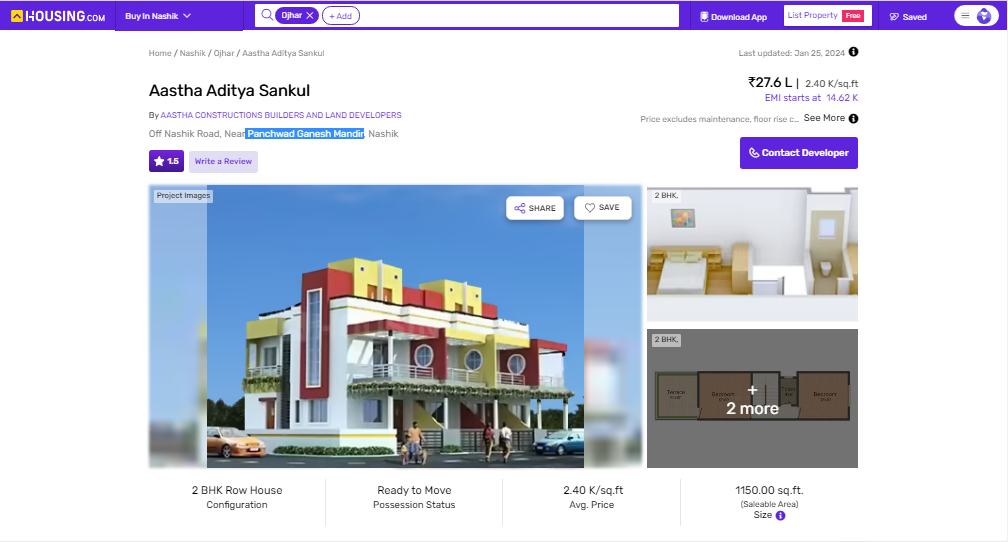 HOUSING.COM
Buy In Nashik
Ojhar
+ Add
Download App
List Property Free
Saved
Home / Nashik / Ojhar / Aastha Aditya Sankul
Last updated: Jan 25, 2024
Aastha Aditya Sankul
₹27.6 L | 2.40 K/sq.ft
EMI starts at 14.62 K
By AASTHA CONSTRUCTIONS BUILDERS AND LAND DEVELOPERS
Price excludes maintenance, floor rise c... See More
Off Nashik Road, Near Panchwad Ganesh Mandir, Nashik
Contact Developer
1.5
Write a Review
Project Images
SHARE
SAVE
2 BHK,
2 BHK,
Terrace
Bedroom
Bedroom
+
2 more
2 BHK Row House
Configuration
Ready to Move
Possession Status
2.40 K/sq.ft
Avg. Price
1150.00 sq.ft.
(Saleable Area)
Size